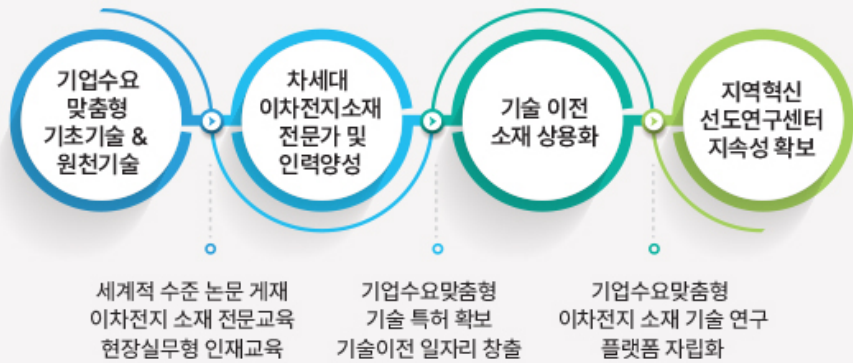 기업수요
맞춤형
기초기술 &
원천기술
차세대
이차전지소재
전문가 및
인력양성
기술 이전
소재 상용화
지역혁신
선도연구센터
지속성 확보
세계적 수준 논문 게재
이차전지 소재 전문교육
현장실무형 인재교육
기업수요맞춤형
기술 특허 확보
기술이전 일자리 창출
기업수요맞춤형
이차전지 소재 기술 연구
플랫폼 자립화